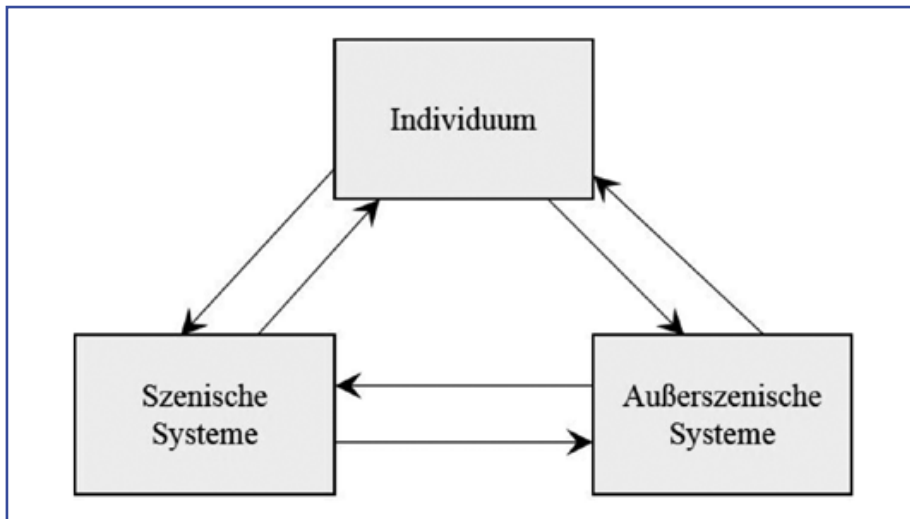 Individuum
Szenische
Systeme
Außerszenische
Systeme